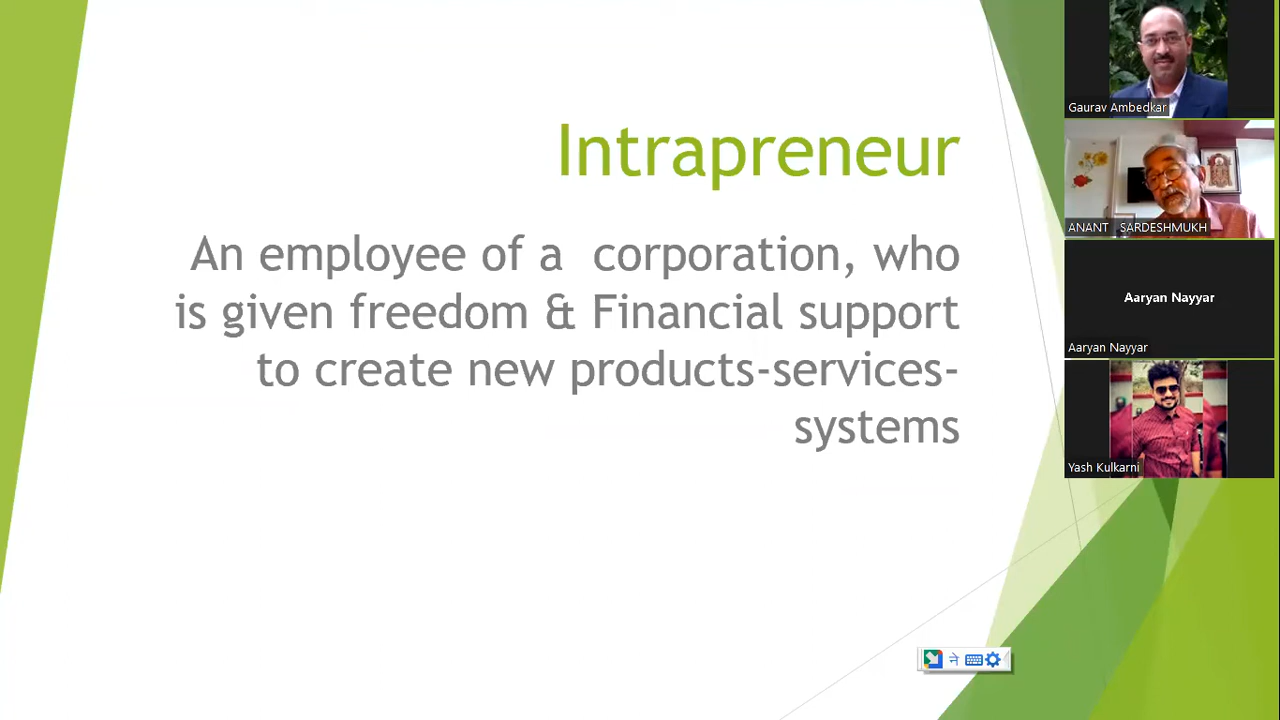 Intrapreneur
An employee of a  corporation, who
is given freedom & Financial support
to create new products-services-
systems
Gaurav Ambedkar
ANANT   SARDESHMUKH
Aaryan Nayyar
Aaryan Nayyar
Yash Kulkarni
ने